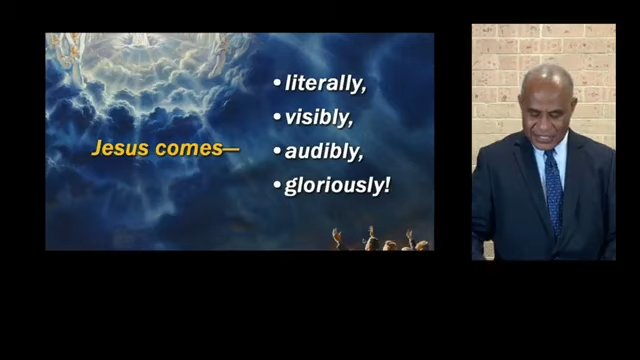 Jesus comes—
• literally,
• visibly,
• audibly,
• gloriously!